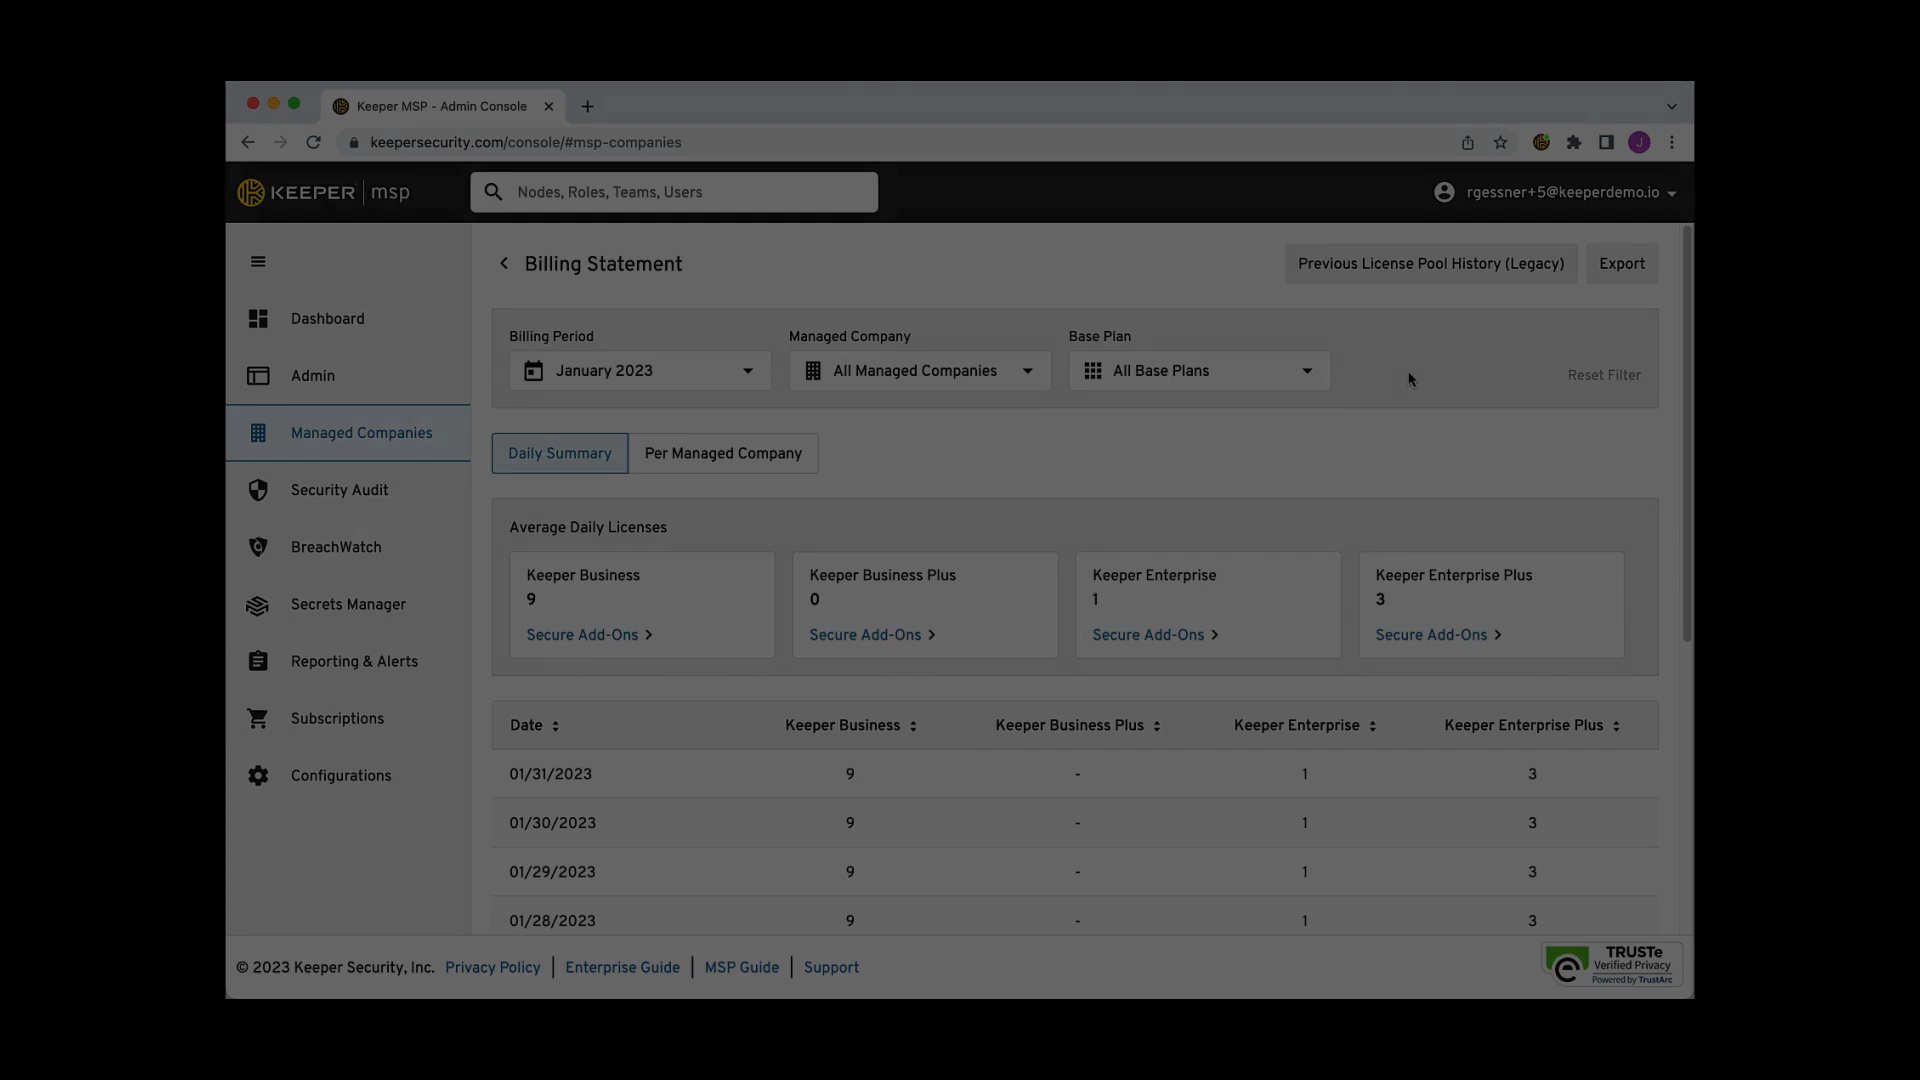 Keeper MSP - Admin Console
keepersecurity.com/console/#msp-companies
J
KEEPER | msp
Nodes, Roles, Teams, Users
rgessner+5@keeperdemo.io
Billing Statement
Previous License Pool History (Legacy)
Export
Dashboard
Admin
Managed Companies
Security Audit
BreachWatch
Secrets Manager
Reporting & Alerts
Subscriptions
Configurations
Billing Period
Managed Company
Base Plan
January 2023
All Managed Companies
All Base Plans
Reset Filter
Daily Summary
Per Managed Company
Average Daily Licenses
Keeper Business
9
Secure Add-Ons
Keeper Business Plus
0
Secure Add-Ons
Keeper Enterprise
1
Secure Add-Ons
Keeper Enterprise Plus
3
Secure Add-Ons
Date Keeper Business Keeper Business Plus Keeper Enterprise Keeper Enterprise Plus
01/31/2023 9 - 1 3
01/30/2023 9 - 1 3
01/29/2023 9 - 1 3
01/28/2023 9 - 1 3
© 2023 Keeper Security, Inc. Privacy Policy | Enterprise Guide | MSP Guide | Support
TRUSTe
Verified Privacy
Powered by TrustArc